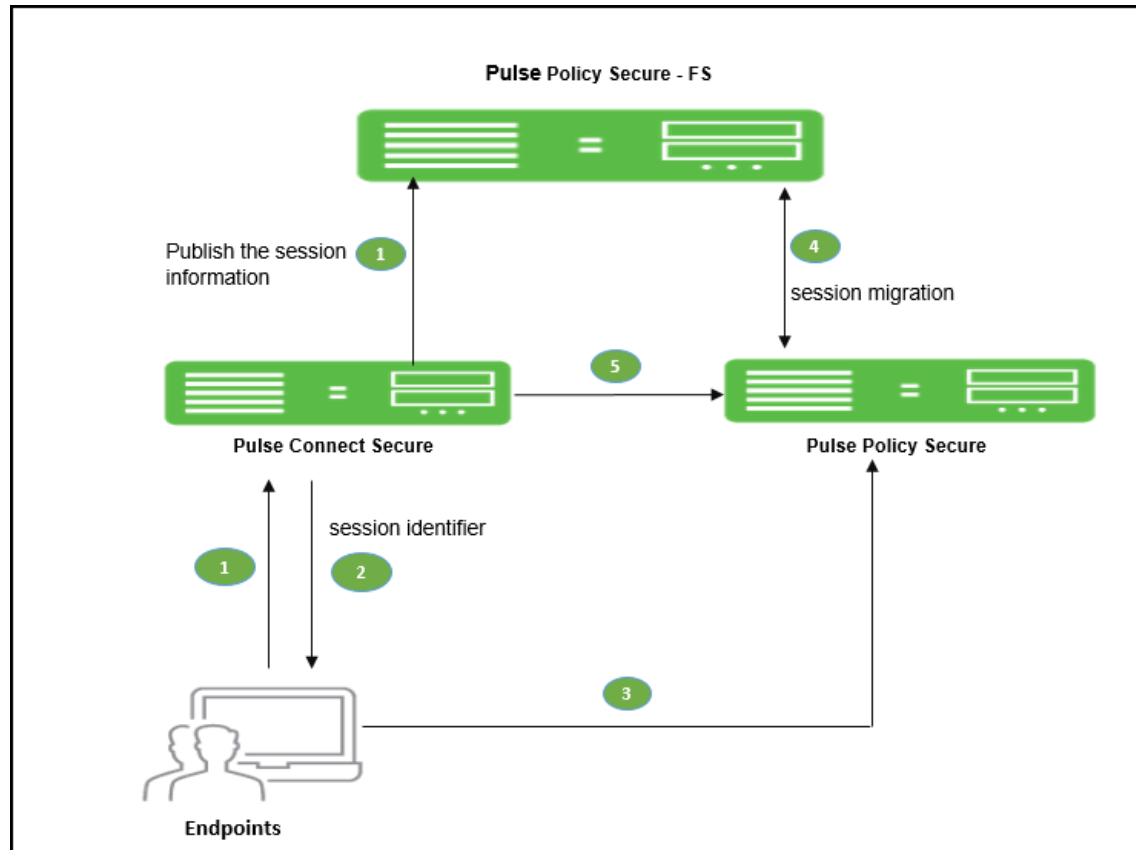 Pulse Policy Secure - FS
Publish the session
information
1
4
session migration
5
Pulse Connect Secure
Pulse Policy Secure
session identifier
1
2
3
Endpoints